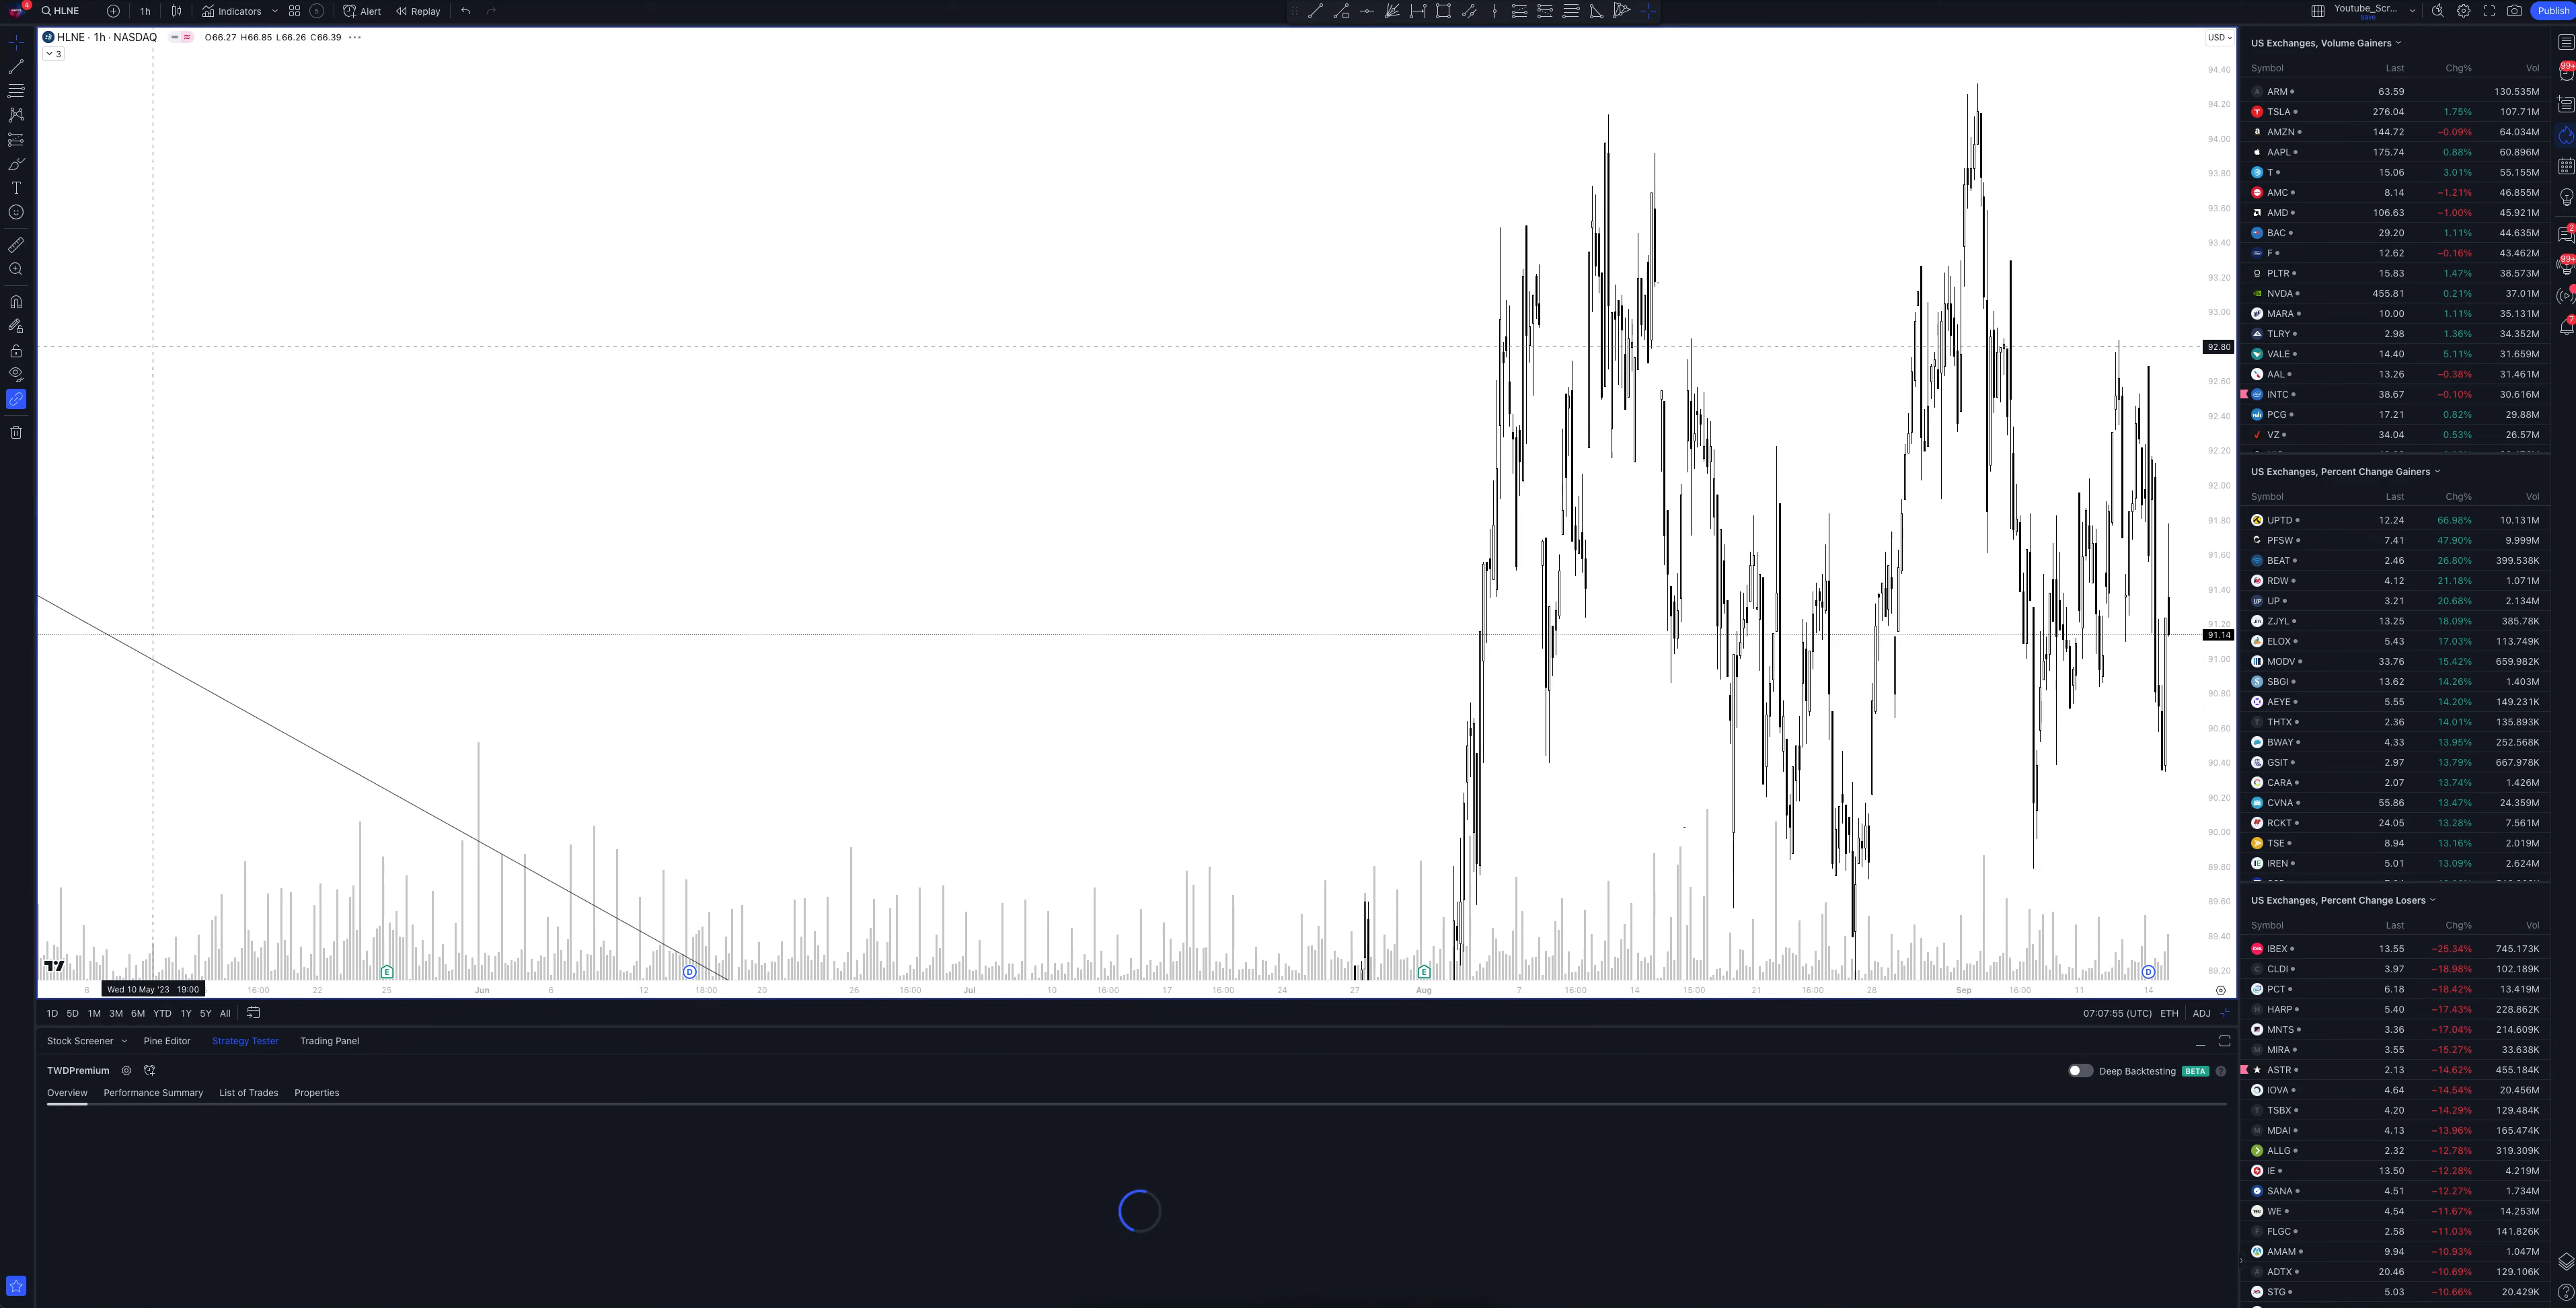 HLNE 1h Indicators 5 Alert Replay Youtube_Scr... Save Publish
4
HLNE · 1h · NASDAQ O66.27 H66.85 L66.26 C66.39
3
USD
94.40
94.20
94.00
93.80
93.60
93.40
93.20
93.00
92.80
92.60
92.40
92.20
92.00
91.80
91.60
91.40
91.20
91.14
91.00
90.80
90.60
90.40
90.20
90.00
89.80
89.60
89.40
89.20
E D E D
8 Wed 10 May '23 19:00 16:00 22 25 Jun 6 12 18:00 20 26 16:00 Jul 10 16:00 17 16:00 24 27 Aug 7 16:00 14 15:00 21 16:00 28 Sep 16:00 11 14
1D 5D 1M 3M 6M YTD 1Y 5Y All 07:07:55 (UTC) ETH ADJ
Stock Screener Pine Editor Strategy Tester Trading Panel
TWDPremium Deep Backtesting BETA ?
Overview Performance Summary List of Trades Properties
US Exchanges, Volume Gainers
Symbol Last Chg% Vol
ARM 63.59 130.535M
TSLA 276.04 1.75% 107.71M
AMZN 144.72 −0.09% 64.034M
AAPL 175.74 0.88% 60.896M
T 15.06 3.01% 55.155M
AMC 8.14 −1.21% 46.855M
AMD 106.63 −1.00% 45.921M
BAC 29.20 1.11% 44.635M
F 12.62 −0.16% 43.462M
PLTR 15.83 1.47% 38.573M
NVDA 455.81 0.21% 37.01M
MARA 10.00 1.11% 35.131M
TLRY 2.98 1.36% 34.352M
VALE 14.40 5.11% 31.659M
AAL 13.26 −0.38% 31.461M
INTC 38.67 −0.10% 30.616M
PCG 17.21 0.82% 29.88M
VZ 34.04 0.53% 26.57M
US Exchanges, Percent Change Gainers
Symbol Last Chg% Vol
UPTD 12.24 66.98% 10.131M
PFSW 7.41 47.90% 9.999M
BEAT 2.46 26.80% 399.538K
RDW 4.12 21.18% 1.071M
UP 3.21 20.68% 2.134M
ZJYL 13.25 18.09% 385.78K
ELOX 5.43 17.03% 113.749K
MODV 33.76 15.42% 659.982K
SBGI 13.62 14.26% 1.403M
AEYE 5.55 14.20% 149.231K
THTX 2.36 14.01% 135.893K
BWAY 4.33 13.95% 252.568K
GSIT 2.97 13.79% 667.978K
CARA 2.07 13.74% 1.426M
CVNA 55.86 13.47% 24.359M
RCKT 24.05 13.28% 7.561M
TSE 8.94 13.16% 2.019M
IREN 5.01 13.09% 2.624M
US Exchanges, Percent Change Losers
Symbol Last Chg% Vol
IBEX 13.55 −25.34% 745.173K
CLDI 3.97 −18.98% 102.189K
PCT 6.18 −18.42% 13.419M
HARP 5.40 −17.43% 228.862K
MNTS 3.36 −17.04% 214.609K
MIRA 3.55 −15.27% 33.638K
ASTR 2.13 −14.62% 455.184K
IOVA 4.64 −14.54% 20.456M
TSBX 4.20 −14.29% 129.484K
MDAI 4.13 −13.96% 165.474K
ALLG 2.32 −12.78% 319.309K
IE 13.50 −12.28% 4.219M
SANA 4.51 −12.27% 1.734M
WE 4.54 −11.67% 14.253M
FLGC 2.58 −11.03% 141.826K
AMAM 9.94 −10.93% 1.047M
ADTX 20.46 −10.69% 129.106K
STG 5.03 −10.66% 20.429K
99+
2
99+
7